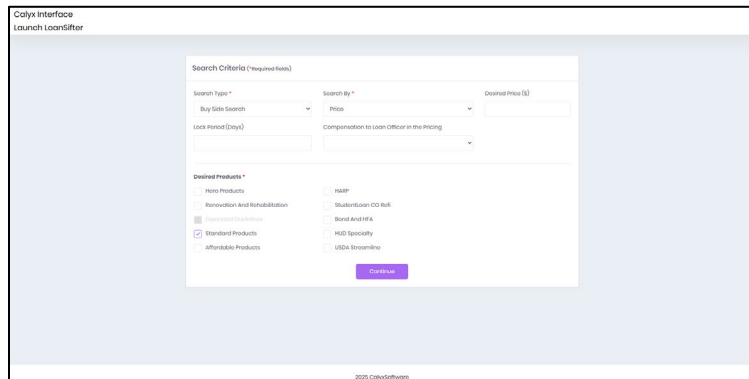 Calyx Interface
Launch LoanSifter
Search Criteria (*Required fields)
Search Type * Search By * Desired Price ($)
Buy Side Search Price
Lock Period (Days) Compensation to Loan Officer in the Pricing
Desired Products *
Hero Products HARP
Renovation And Rehabilitation StudentLoan CO Refi
Expanded Guidelines Bond And HFA
Standard Products HUD Specialty
Affordable Products USDA Streamline
Continue
2025 CalyxSoftware